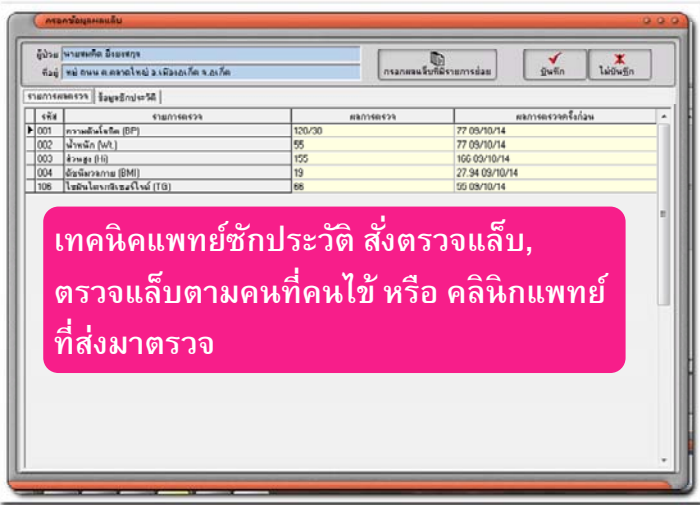 กรอกข้อมูลผลแล็บ
ผู้ป่วย นายสมคิด
ที่อยู่ หมู่ ถนน ต.ตลาดใหญ่ อ.เมืองภูเก็ต จ.ภูเก็ต
กรอกผลแล็บที่มีรายการย่อย บันทึก ไม่บันทึก
รายการผลตรวจ ข้อมูลซักประวัติ
รหัส รายการตรวจ ผลการตรวจ ผลการตรวจครั้งก่อน
001 ความดันโลหิต (BP) 120/30 77 09/10/14
002 น้ำหนัก (Wt.) 55 77 09/10/14
003 ส่วนสูง (Hi) 155 166 09/10/14
004 ดัชนีมวลกาย (BMI) 19 27.94 09/10/14
106 ไขมันไตรกลีเซอร์ไรน์ (TG) 66 55 09/10/14
เทคนิคแพทย์ซักประวัติ สั่งตรวจแล็บ,
ตรวจแล็บตามคนที่คนไข้ หรือ คลินิกแพทย์
ที่ส่งมาตรวจ